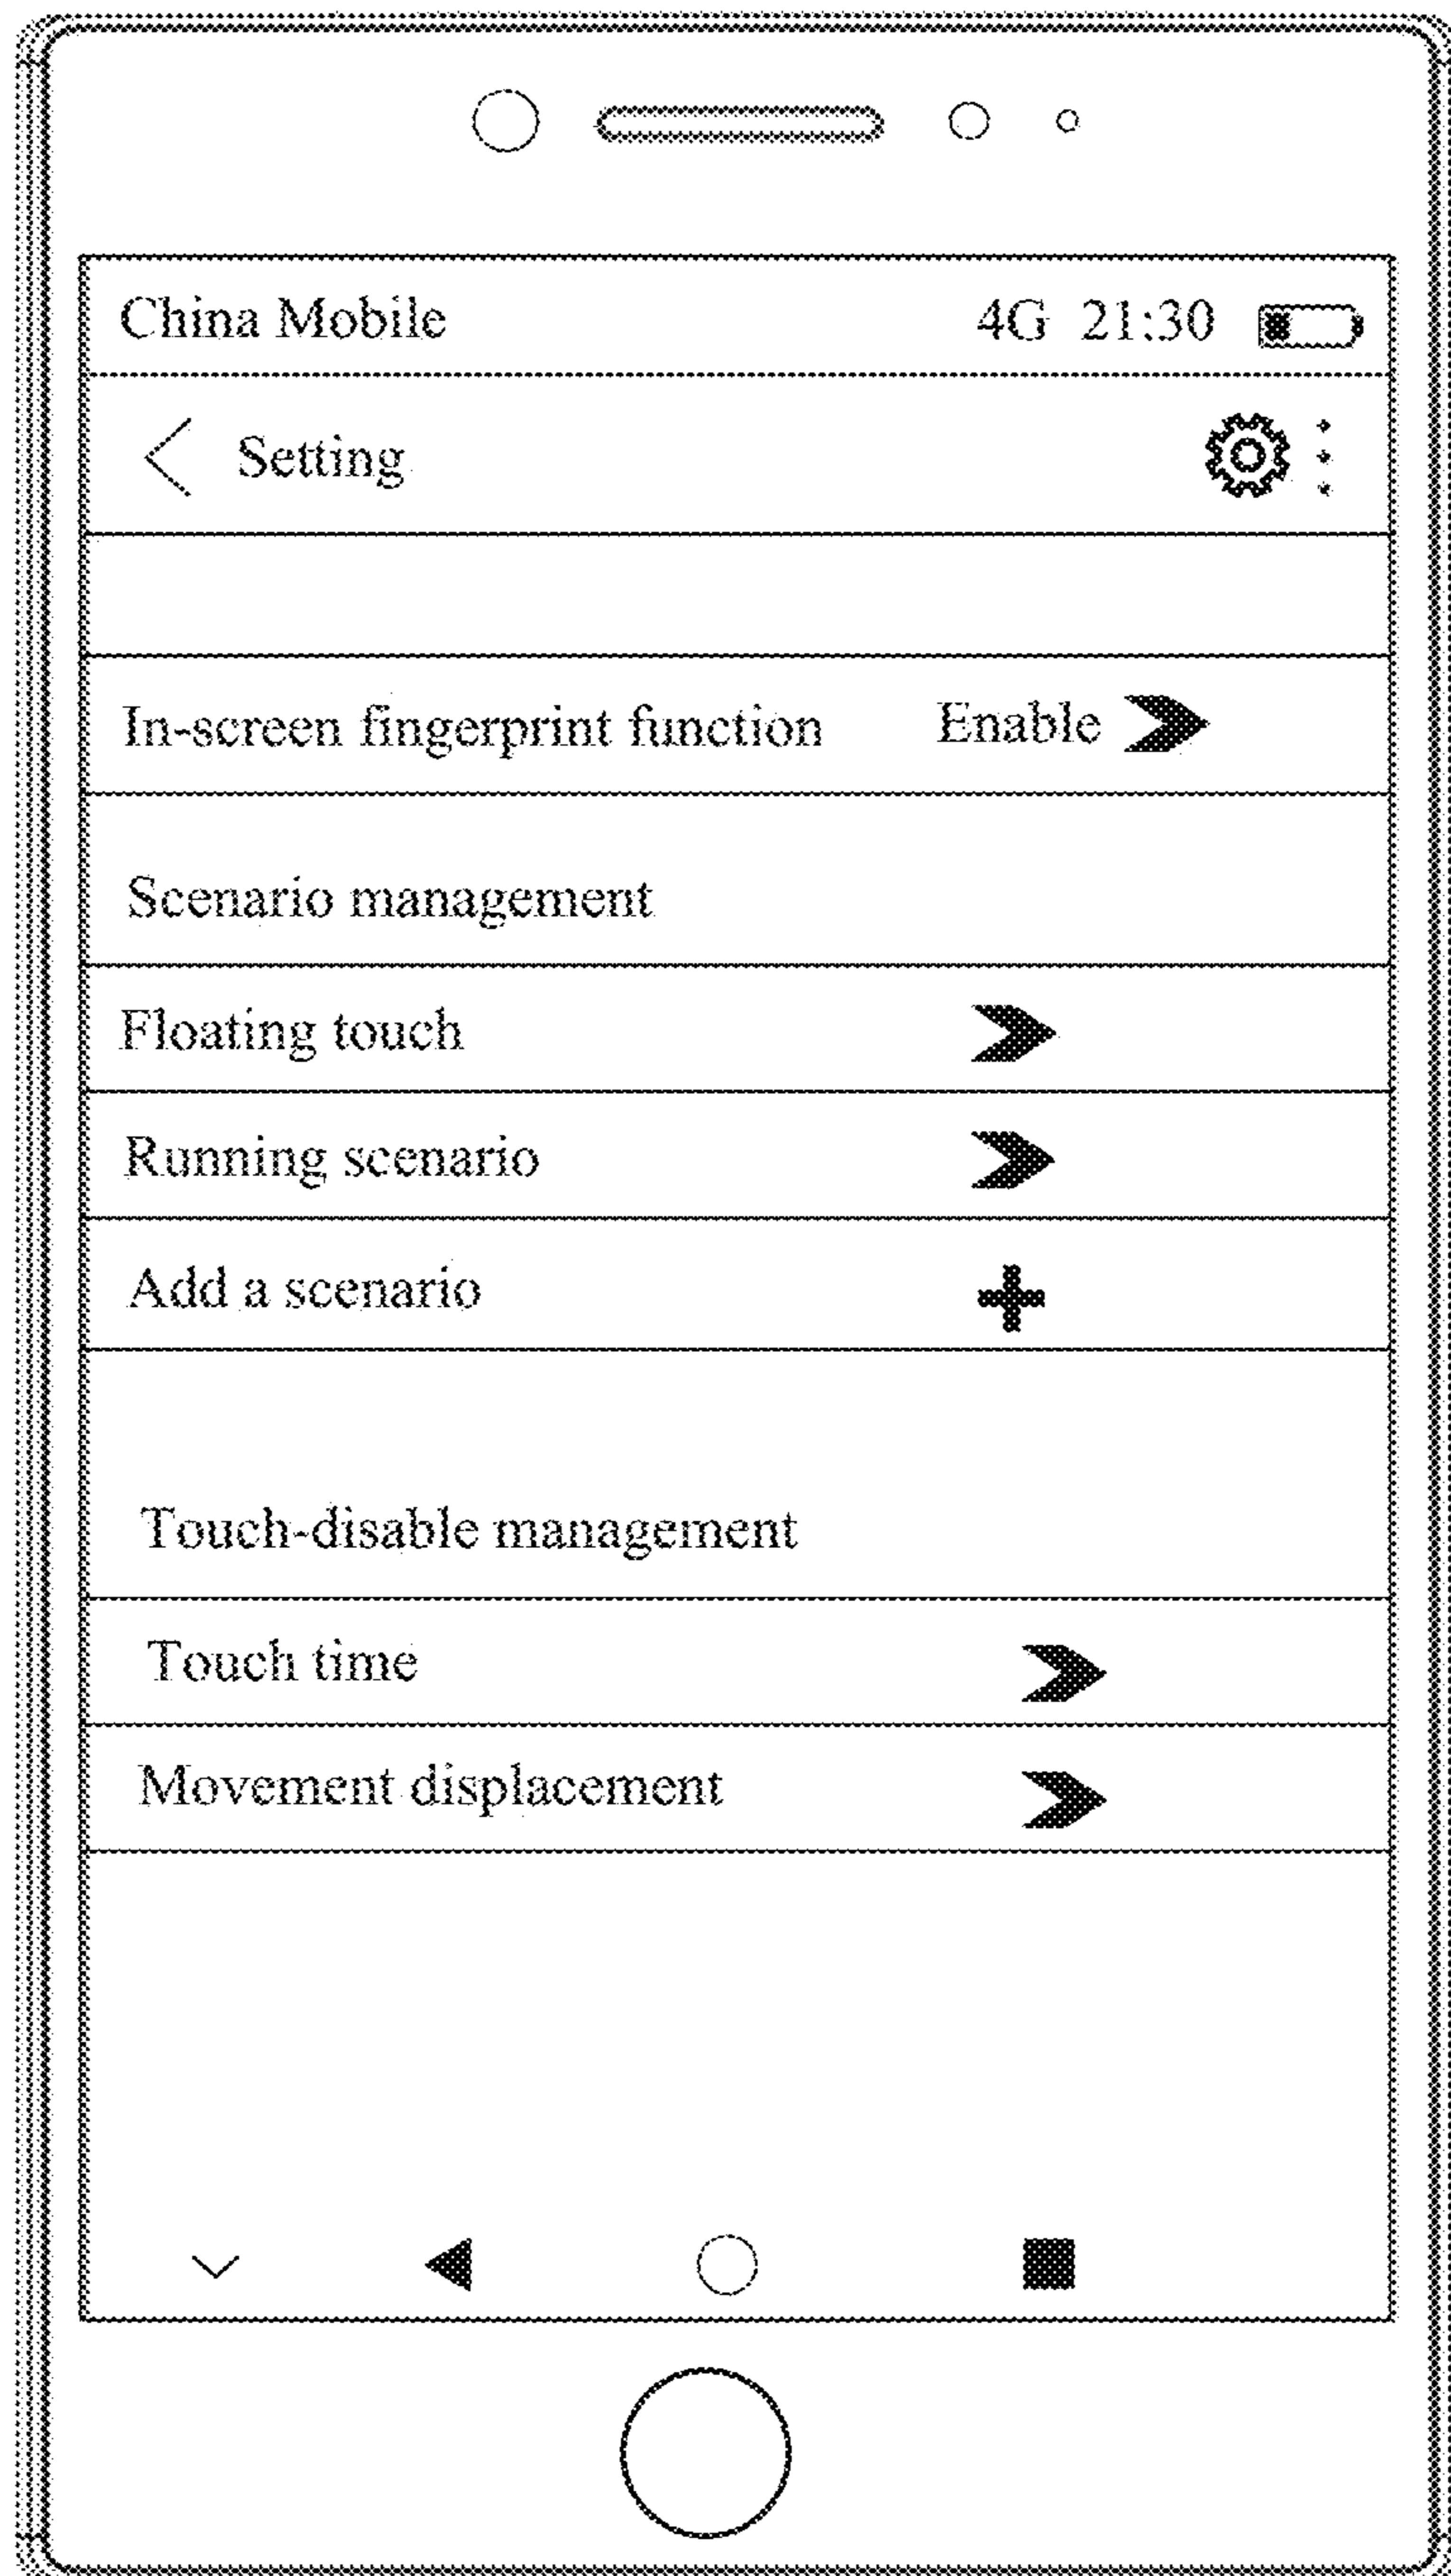 China Mobile 4G 21:30
Setting
In-screen fingerprint function Enable
Scenario management
Floating touch
Running scenario
Add a scenario
Touch-disable management
Touch time
Movement displacement